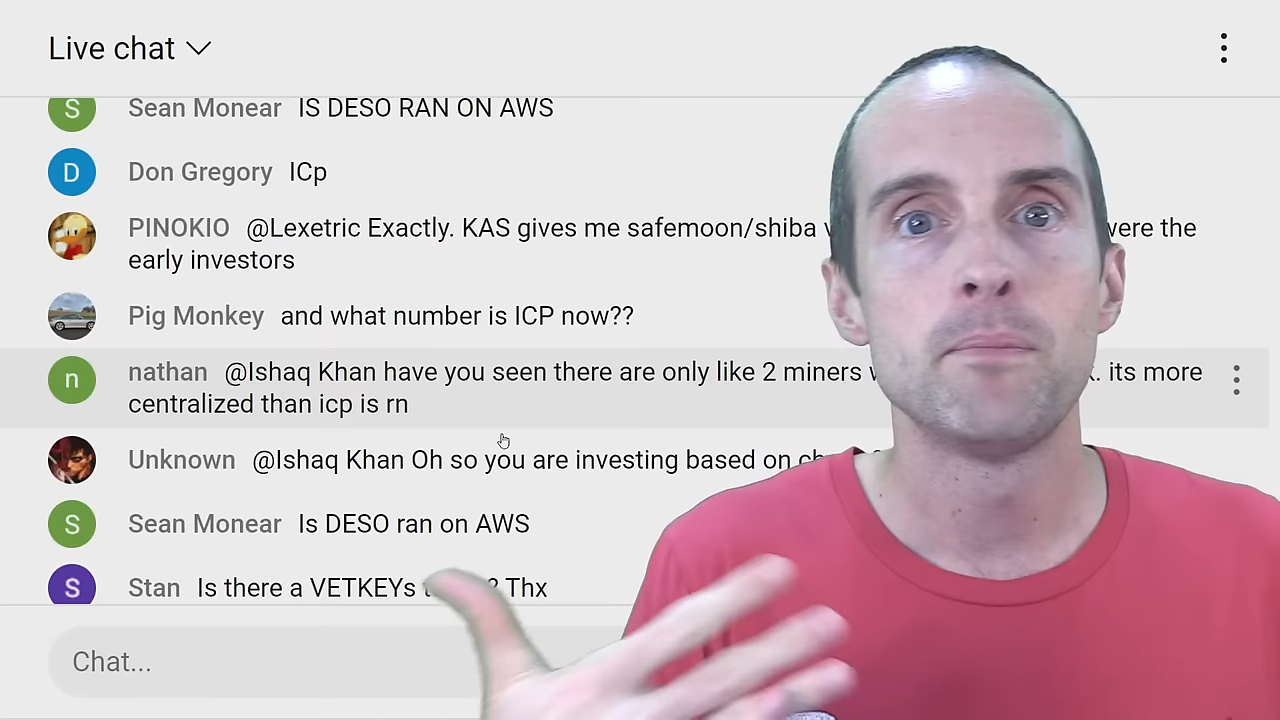 Live chat
S Sean Monear IS DESO RAN ON AWS
D Don Gregory ICp
PINOKIO @Lexetric Exactly. KAS gives me safemoon/shiba were the
early investors
Pig Monkey and what number is ICP now??
n nathan @Ishaq Khan have you seen there are only like 2 miners its more
centralized than icp is rn
Unknown @Ishaq Khan Oh so you are investing based on
S Sean Monear Is DESO ran on AWS
S Stan Is there a VETKEYs Thx
Chat...